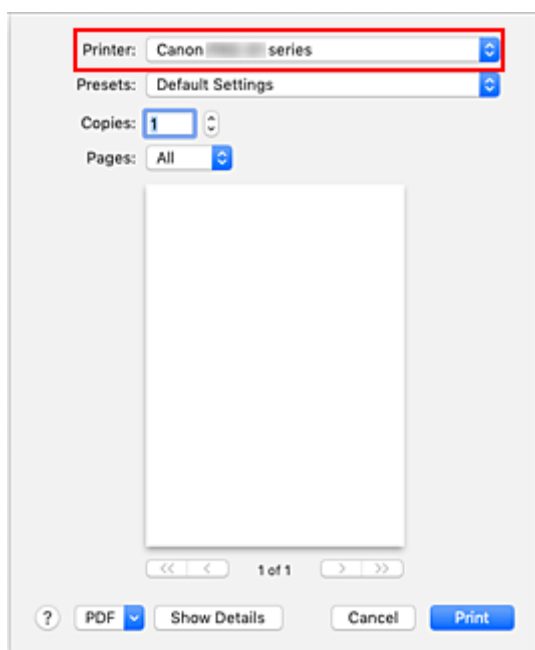 Printer: Canon series
Presets: Default Settings
Copies: 1
Pages: All
<< < 1 of 1 > >>
? PDF Show Details Cancel Print